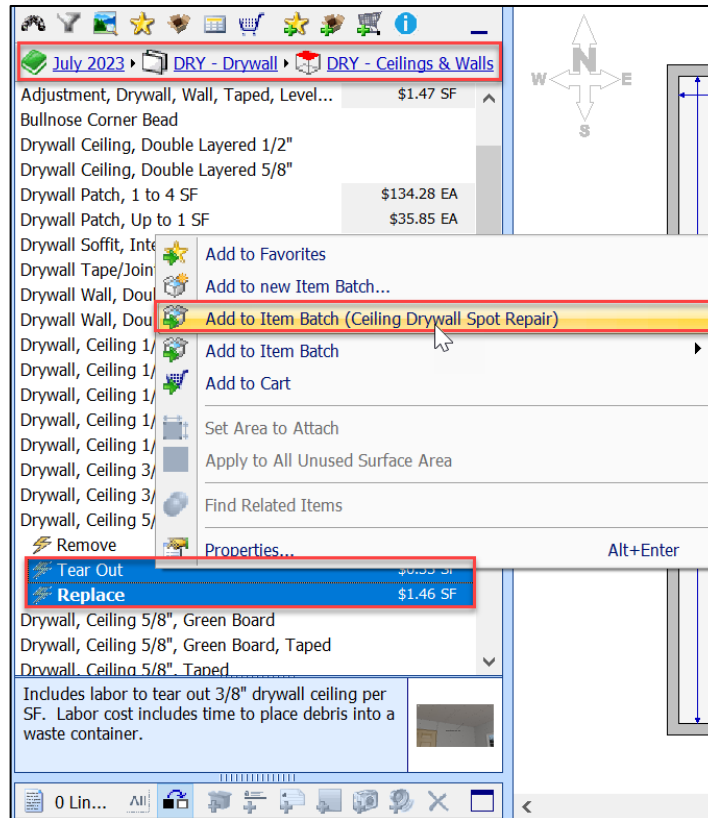 July 2023 DRY - Drywall DRY - Ceilings & Walls
N
W E
S
Adjustment, Drywall, Wall, Taped, Level... $1.47 SF
Bullnose Corner Bead
Drywall Ceiling, Double Layered 1/2"
Drywall Ceiling, Double Layered 5/8"
Drywall Patch, 1 to 4 SF $134.28 EA
Drywall Patch, Up to 1 SF $35.85 EA
Drywall Soffit, Inte
Drywall Tape/Join
Drywall Wall, Doul
Drywall Wall, Dou
Drywall, Ceiling 1/
Drywall, Ceiling 1/
Drywall, Ceiling 1/
Drywall, Ceiling 1/
Drywall, Ceiling 1/
Drywall, Ceiling 3/
Drywall, Ceiling 3/
Drywall, Ceiling 5/
Remove
Add to Favorites
Add to new Item Batch...
Add to Item Batch (Ceiling Drywall Spot Repair)
Add to Item Batch
Add to Cart
Set Area to Attach
Apply to All Unused Surface Area
Find Related Items
Properties... Alt+Enter
Tear Out SF
Replace $1.46 SF
Drywall, Ceiling 5/8", Green Board
Drywall, Ceiling 5/8", Green Board, Taped
Drywall, Ceiling 5/8", Taped
Includes labor to tear out 3/8" drywall ceiling per
SF. Labor cost includes time to place debris into a
waste container.
0 Lin... All